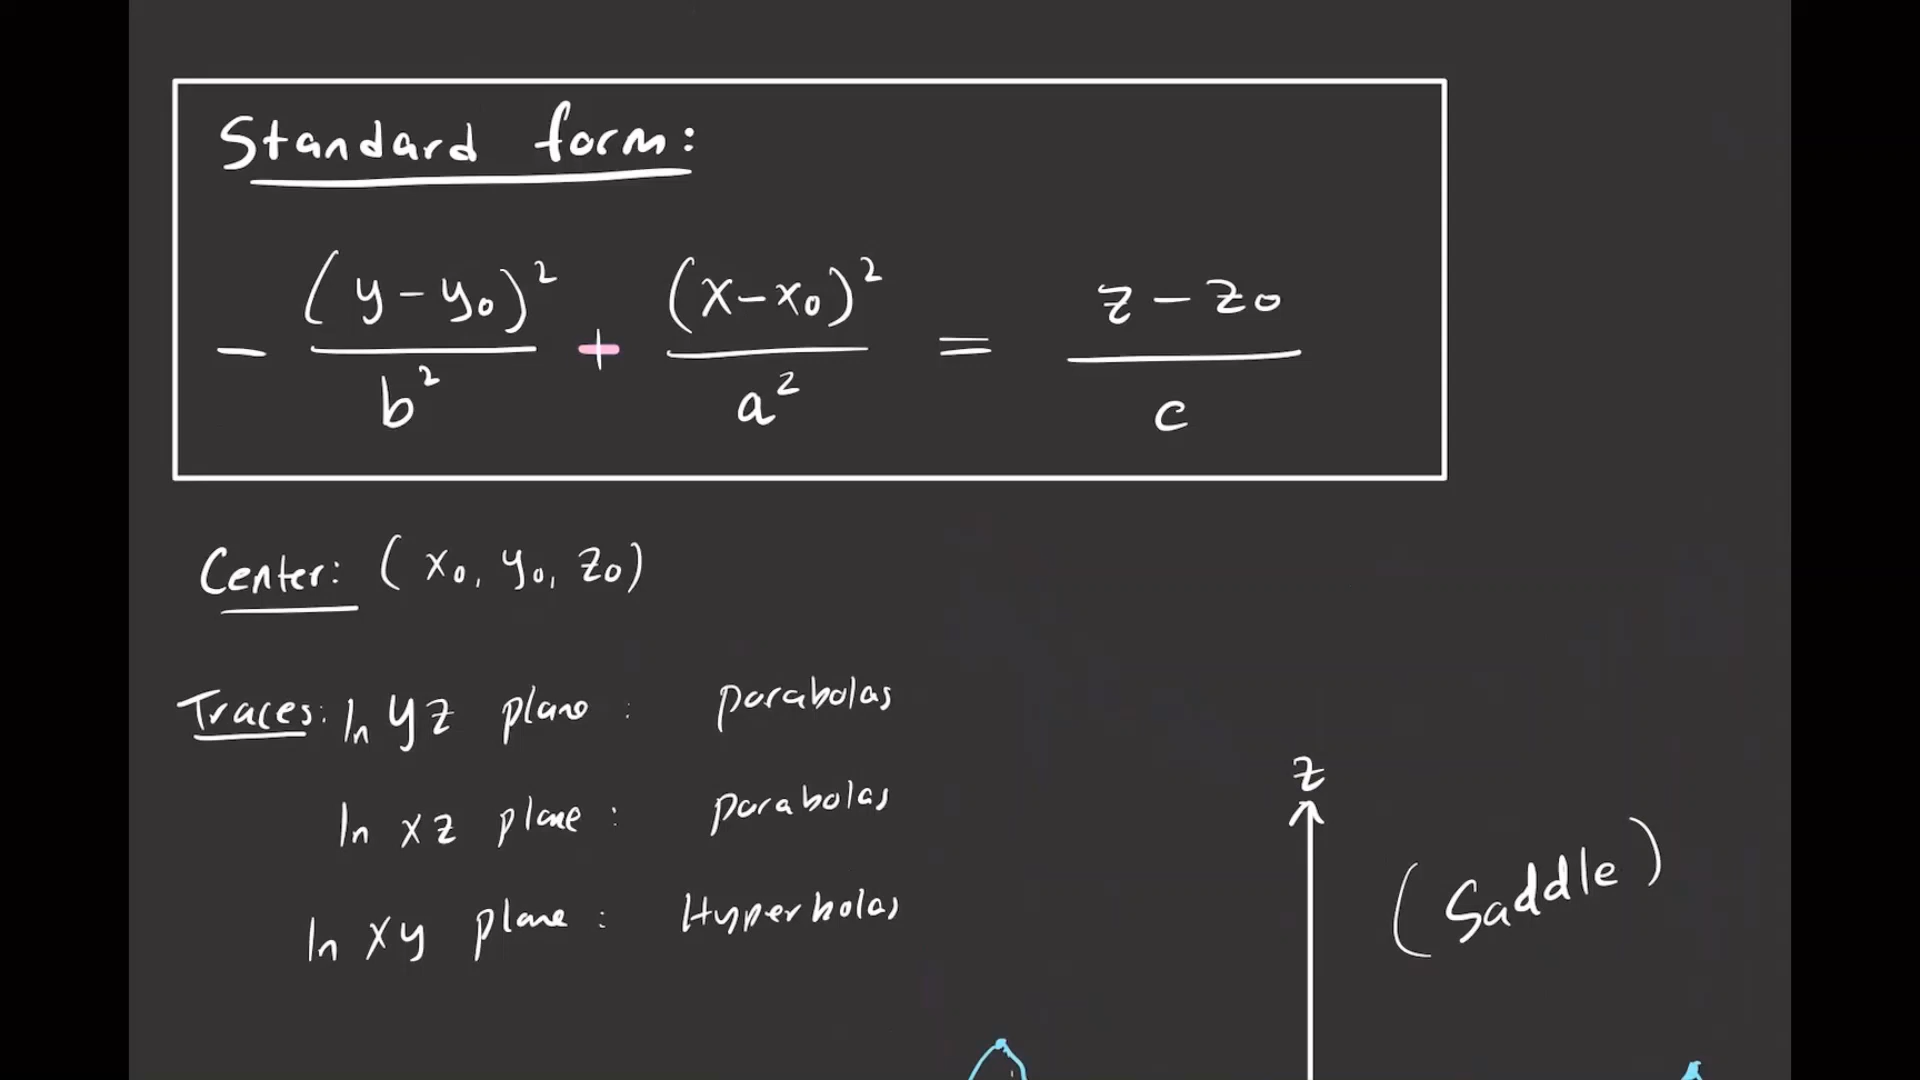 Standard form:
- (y-y₀)²/b² + (x-x₀)²/a² = z-z₀/c
Center: (x₀, y₀, z₀)
Traces: In yz plane : parabolas
In xz plane : parabolas
In xy plane : Hyperbolas
z
(Saddle)